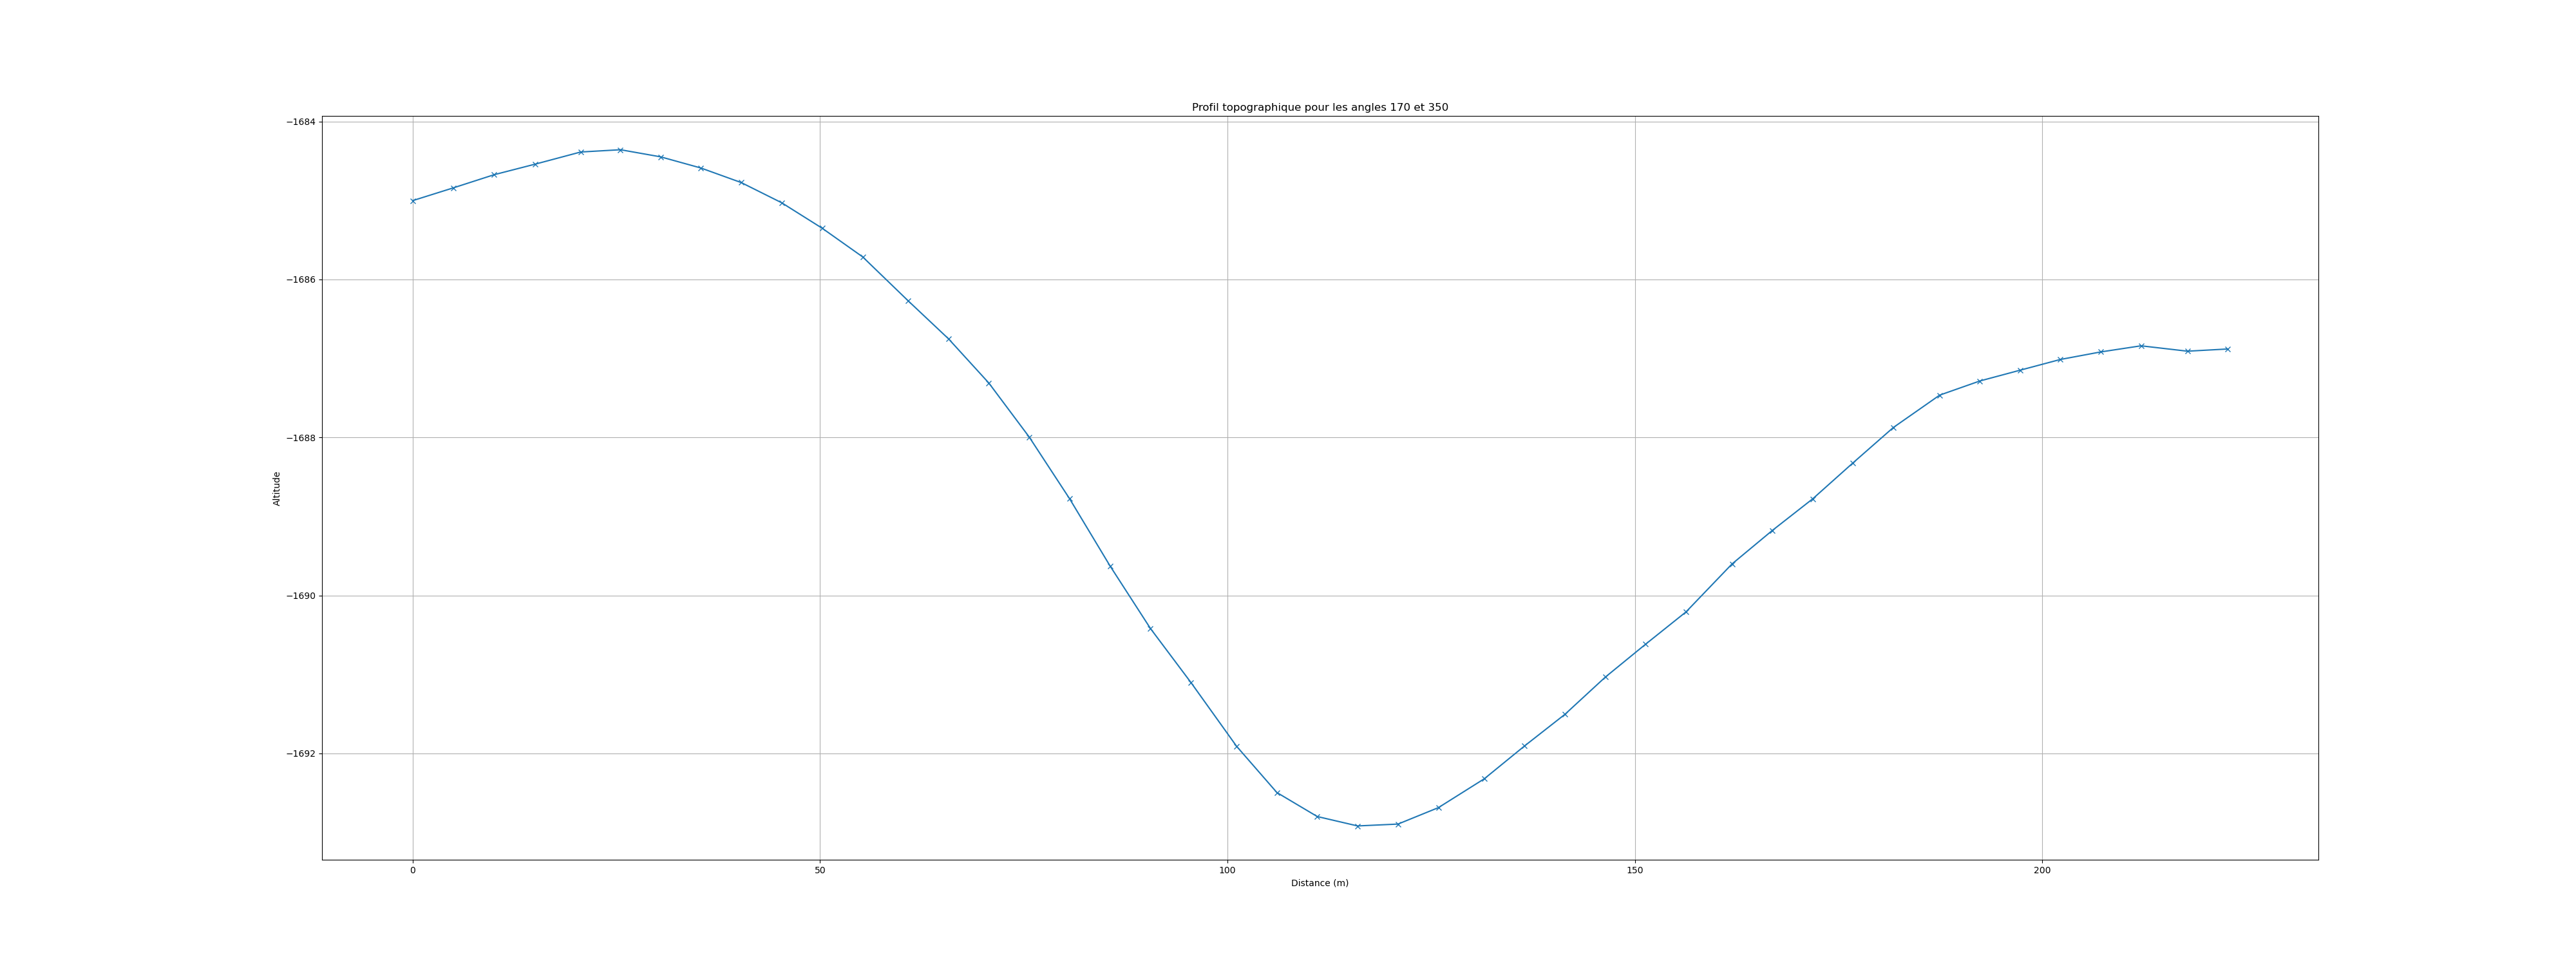 Profil topographique pour les angles 170 et 350
−1684
−1686
−1688
−1690
−1692
Altitude
0 50 100 150 200
Distance (m)